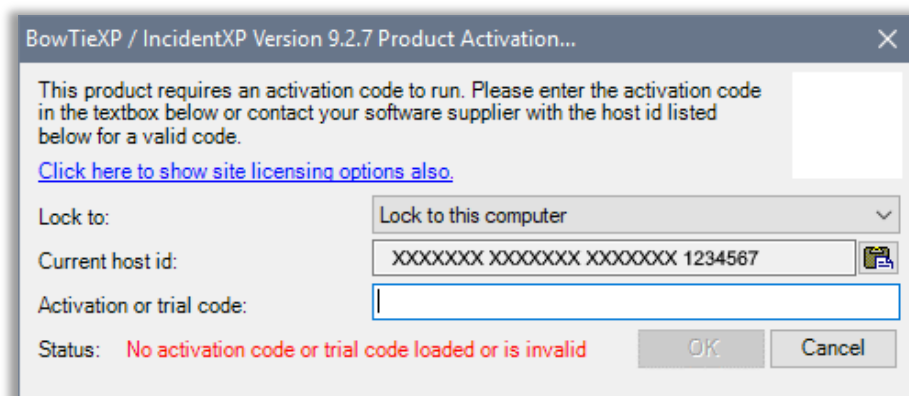 BowTieXP / IncidentXP Version 9.2.7 Product Activation...
This product requires an activation code to run. Please enter the activation code
in the textbox below or contact your software supplier with the host id listed
below for a valid code.
Click here to show site licensing options also.
Lock to: Lock to this computer
Current host id: XXXXXXX XXXXXXX XXXXXXX 1234567
Activation or trial code:
Status: No activation code or trial code loaded or is invalid OK Cancel